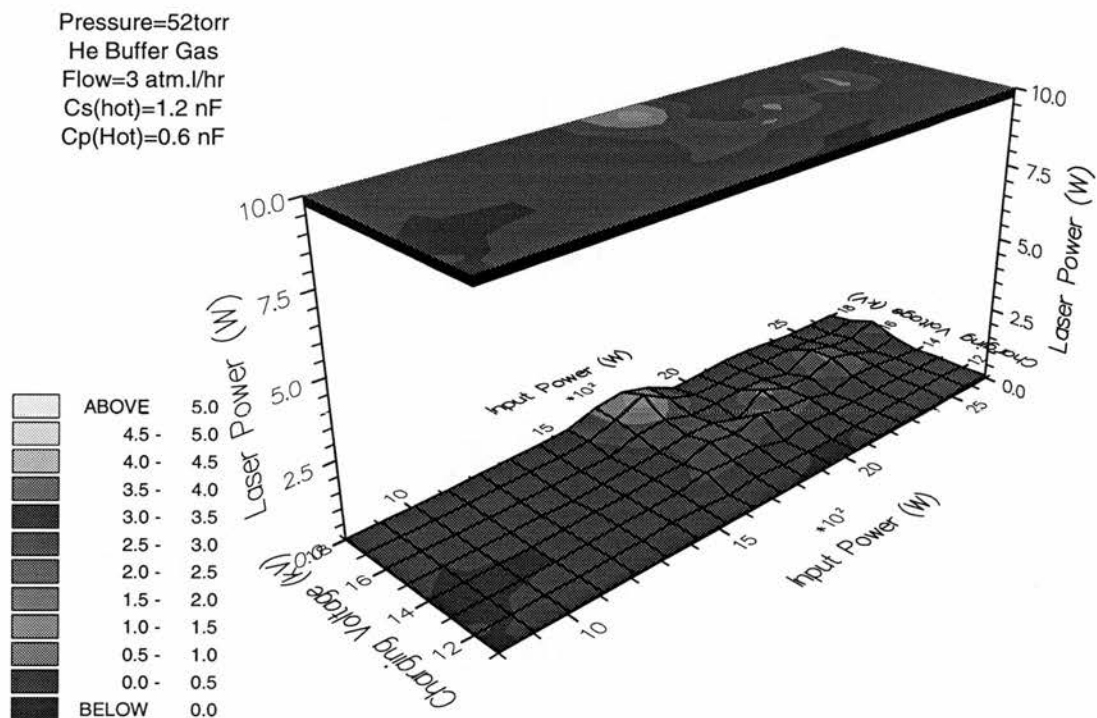 Pressure=52torr
He Buffer Gas
Flow=3 atm.l/hr
Cs(hot)=1.2 nF
Cp(Hot)=0.6 nF
10.0
7.5
5.0
2.5
0.0
Laser Power (W)
10.0
7.5
5.0
2.5
0.0
Laser Power (W)
18
16
14
12
Charging Voltage (kV)
10
15
20
25
Input Power (W)
*10²
18
16
14
12
Charging Voltage (kV)
10
15
20
25
*10²
Input Power (W)
ABOVE 5.0
4.5 - 5.0
4.0 - 4.5
3.5 - 4.0
3.0 - 3.5
2.5 - 3.0
2.0 - 2.5
1.5 - 2.0
1.0 - 1.5
0.5 - 1.0
0.0 - 0.5
BELOW 0.0